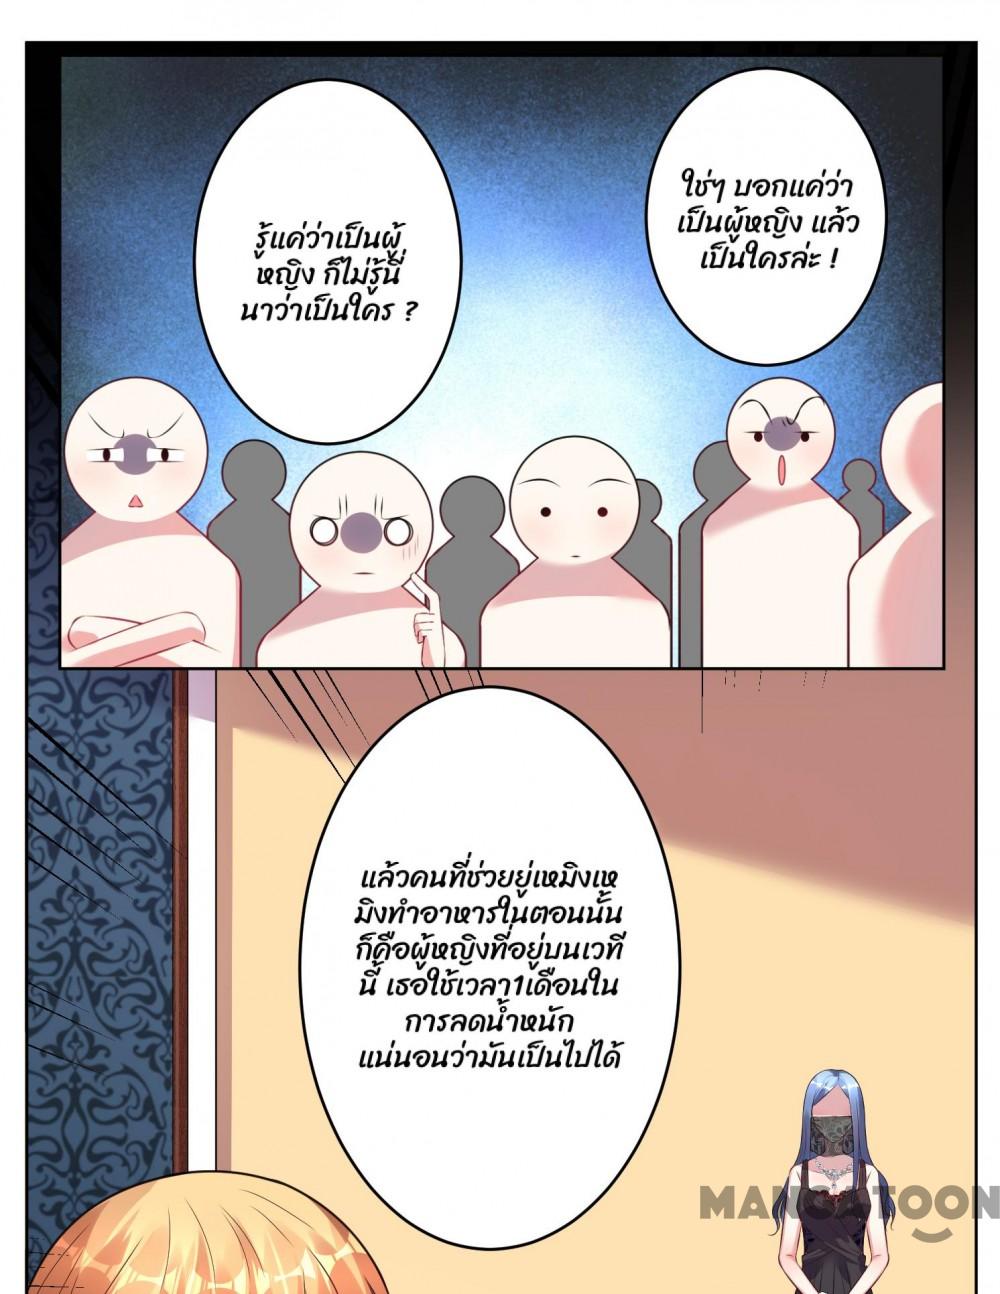 รู้แค่ว่าเป็นผู้
หญิง ก็ไม่รู้นี่
นาว่าเป็นใคร ?
ใช่ๆ บอกแค่ว่า
เป็นผู้หญิง แล้ว
เป็นใครล่ะ !
แล้วคนที่ช่วยยู่เหมิงเห
มิงทำอาหารในตอนนั้น
ก็คือผู้หญิงที่อยู่บนเวที
นี้ เธอใช้เวลา1เดือนใน
การลดน้ำหนัก
แน่นอนว่ามันเป็นไปได้
MANGATOON